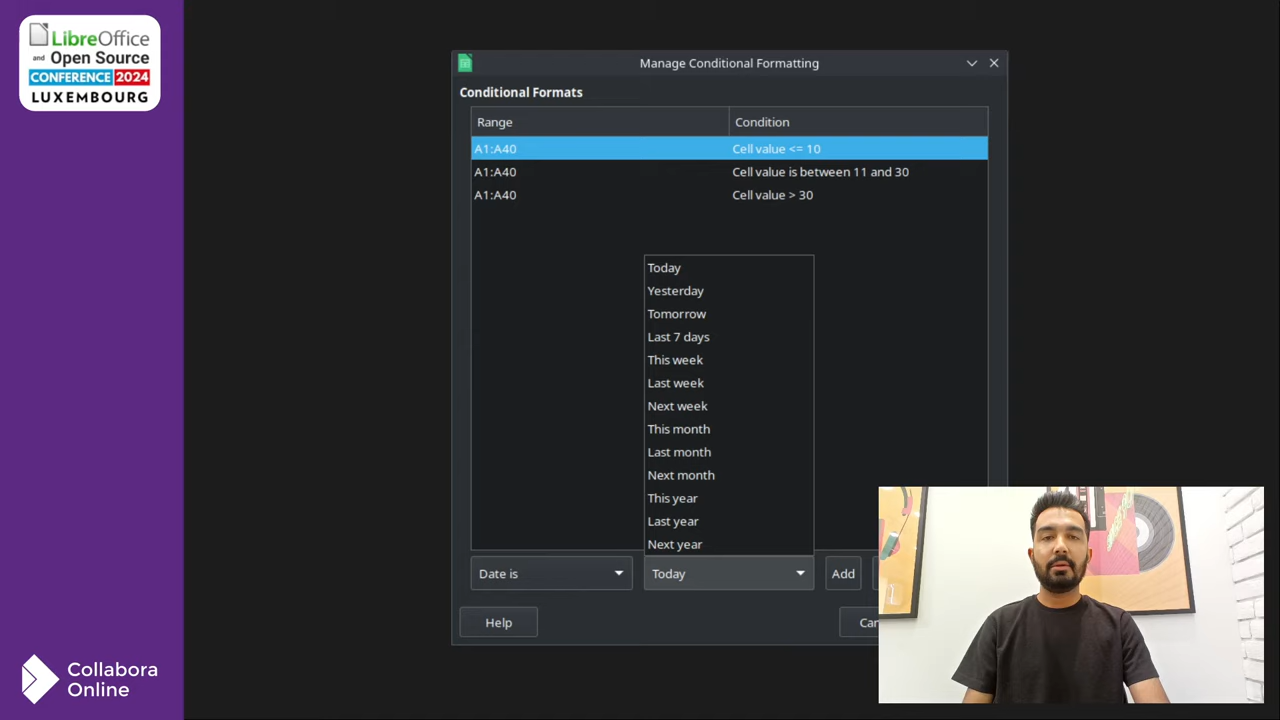 LibreOffice
and Open Source
CONFERENCE 2024
LUXEMBOURG
Manage Conditional Formatting
Conditional Formats
Range Condition
A1:A40 Cell value <= 10
A1:A40 Cell value is between 11 and 30
A1:A40 Cell value > 30
Today
Yesterday
Tomorrow
Last 7 days
This week
Last week
Next week
This month
Last month
Next month
This year
Last year
Next year
Date is Today Add
Help
Collabora
Online